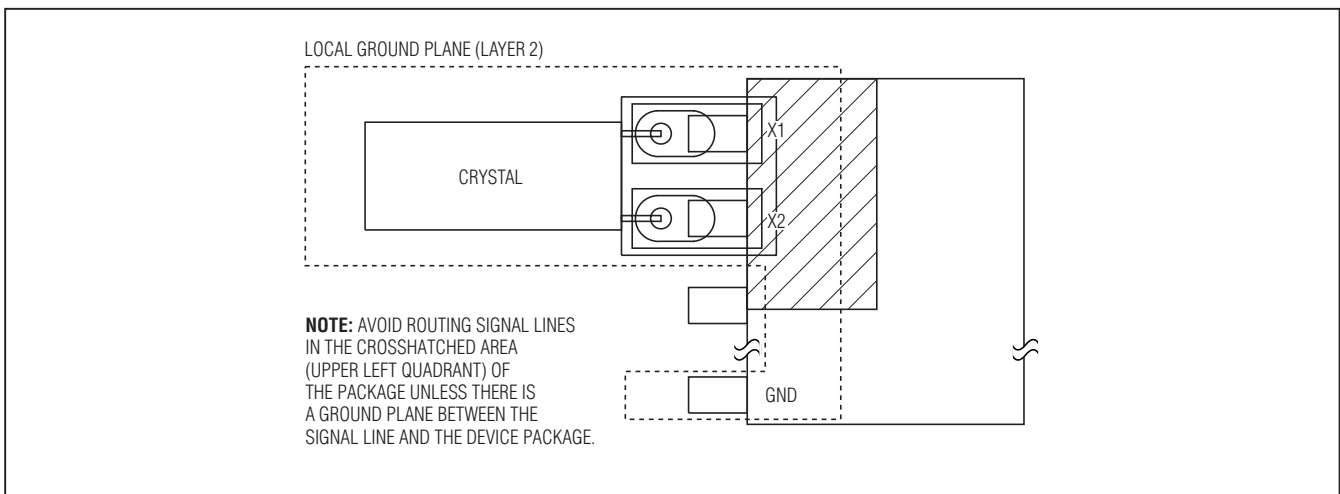 LOCAL GROUND PLANE (LAYER 2)
X1
CRYSTAL
X2
NOTE: AVOID ROUTING SIGNAL LINES
IN THE CROSSHATCHED AREA
(UPPER LEFT QUADRANT) OF
THE PACKAGE UNLESS THERE IS
A GROUND PLANE BETWEEN THE
SIGNAL LINE AND THE DEVICE PACKAGE.
GND